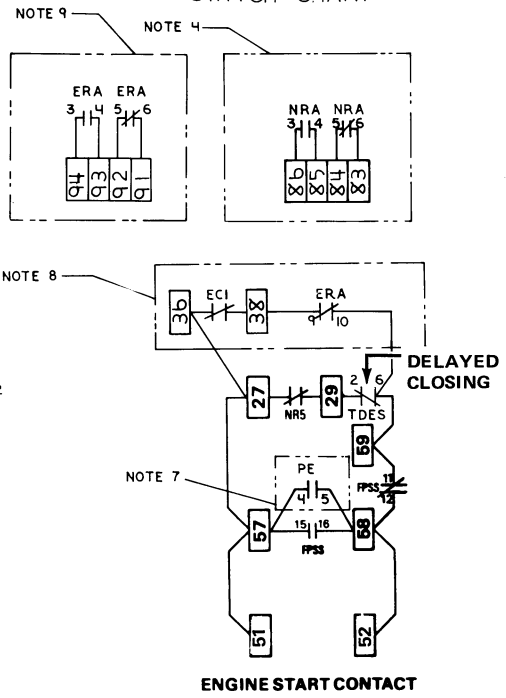 NOTE 9
NOTE 4
ERA ERA
3 4 5 6
94 93 92 91
NRA NRA
3 4 5 6
86 85 84 83
NOTE 8
36 EC1 38 ERA
9 10
DELAYED
CLOSING
27 NR5 29 2 6
TDES
59
NOTE 7
PE
4 5
FPSS 11
12
57 15 16 58
FPSS
51 52
ENGINE START CONTACT